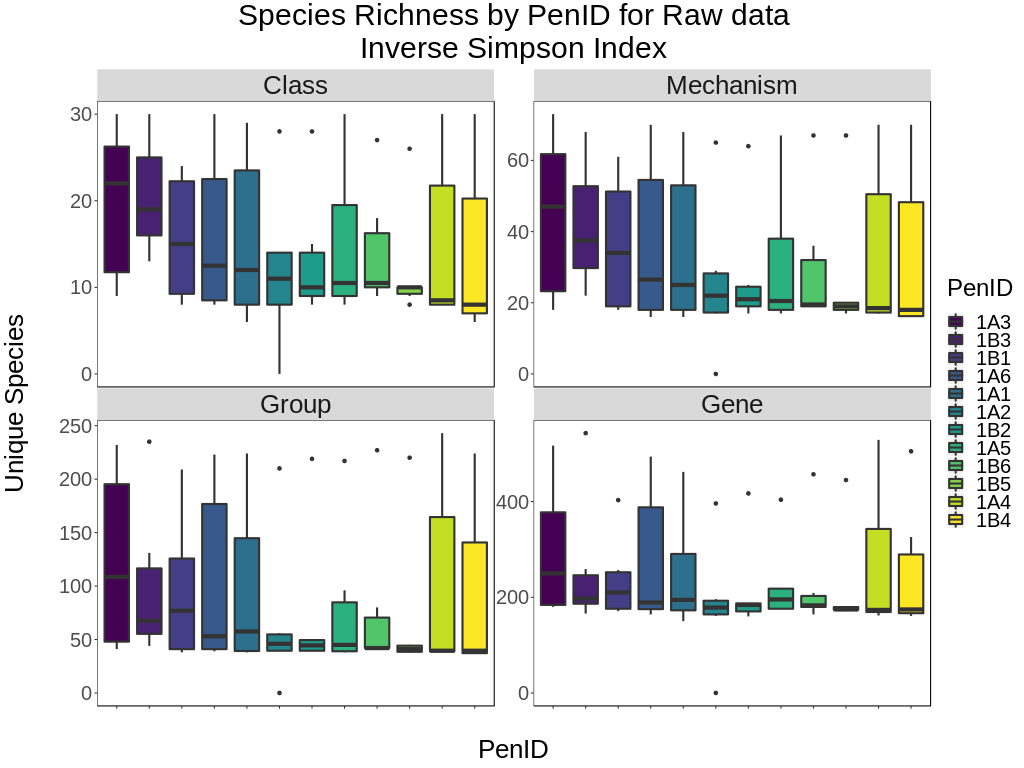 Species Richness by PenID for Raw data
Inverse Simpson Index
Class
Mechanism
30
20
10
0
60
40
20
0
Group
Gene
250
200
150
100
50
0
400
200
0
Unique Species
PenID
PenID
1A3
1B3
1B1
1A6
1A1
1A2
1B2
1A5
1B6
1B5
1A4
1B4